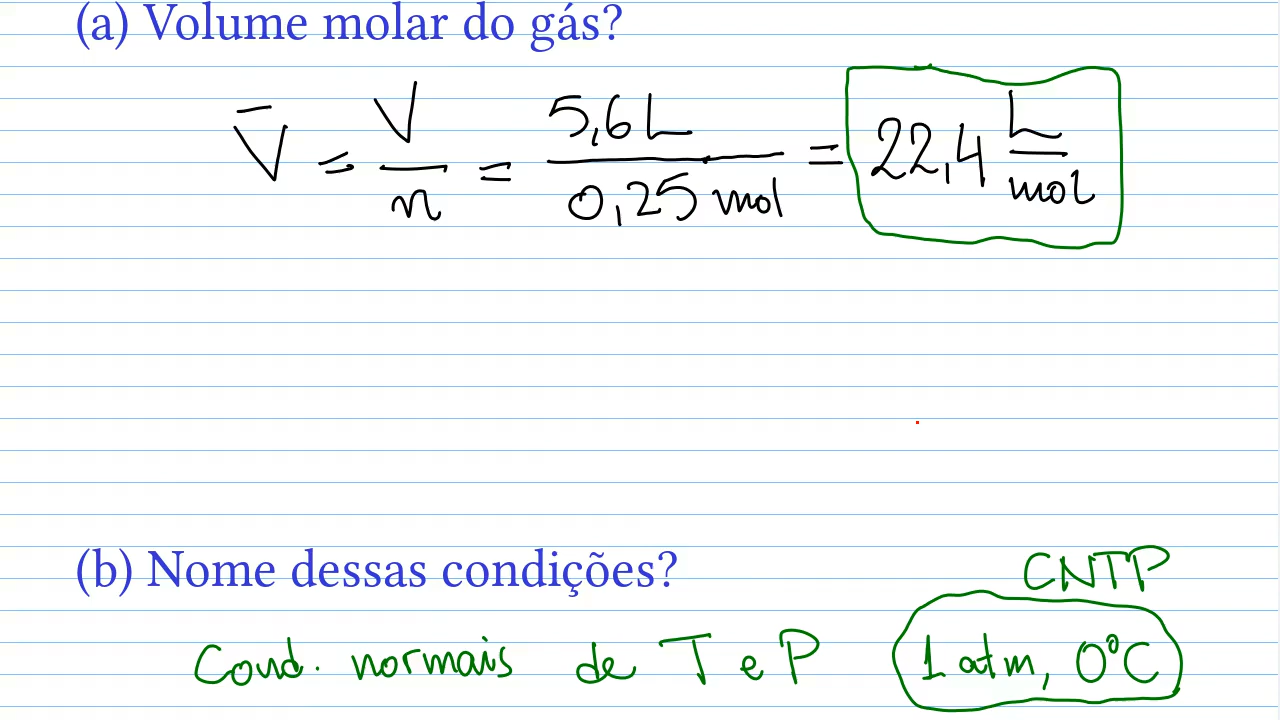 (a) Volume molar do gás?
V̄ = V/n = 5,6 L / 0,25 mol = 22,4 L/mol
(b) Nome dessas condições?
CNTP
Cond. normais de T e P
1 atm, 0°C